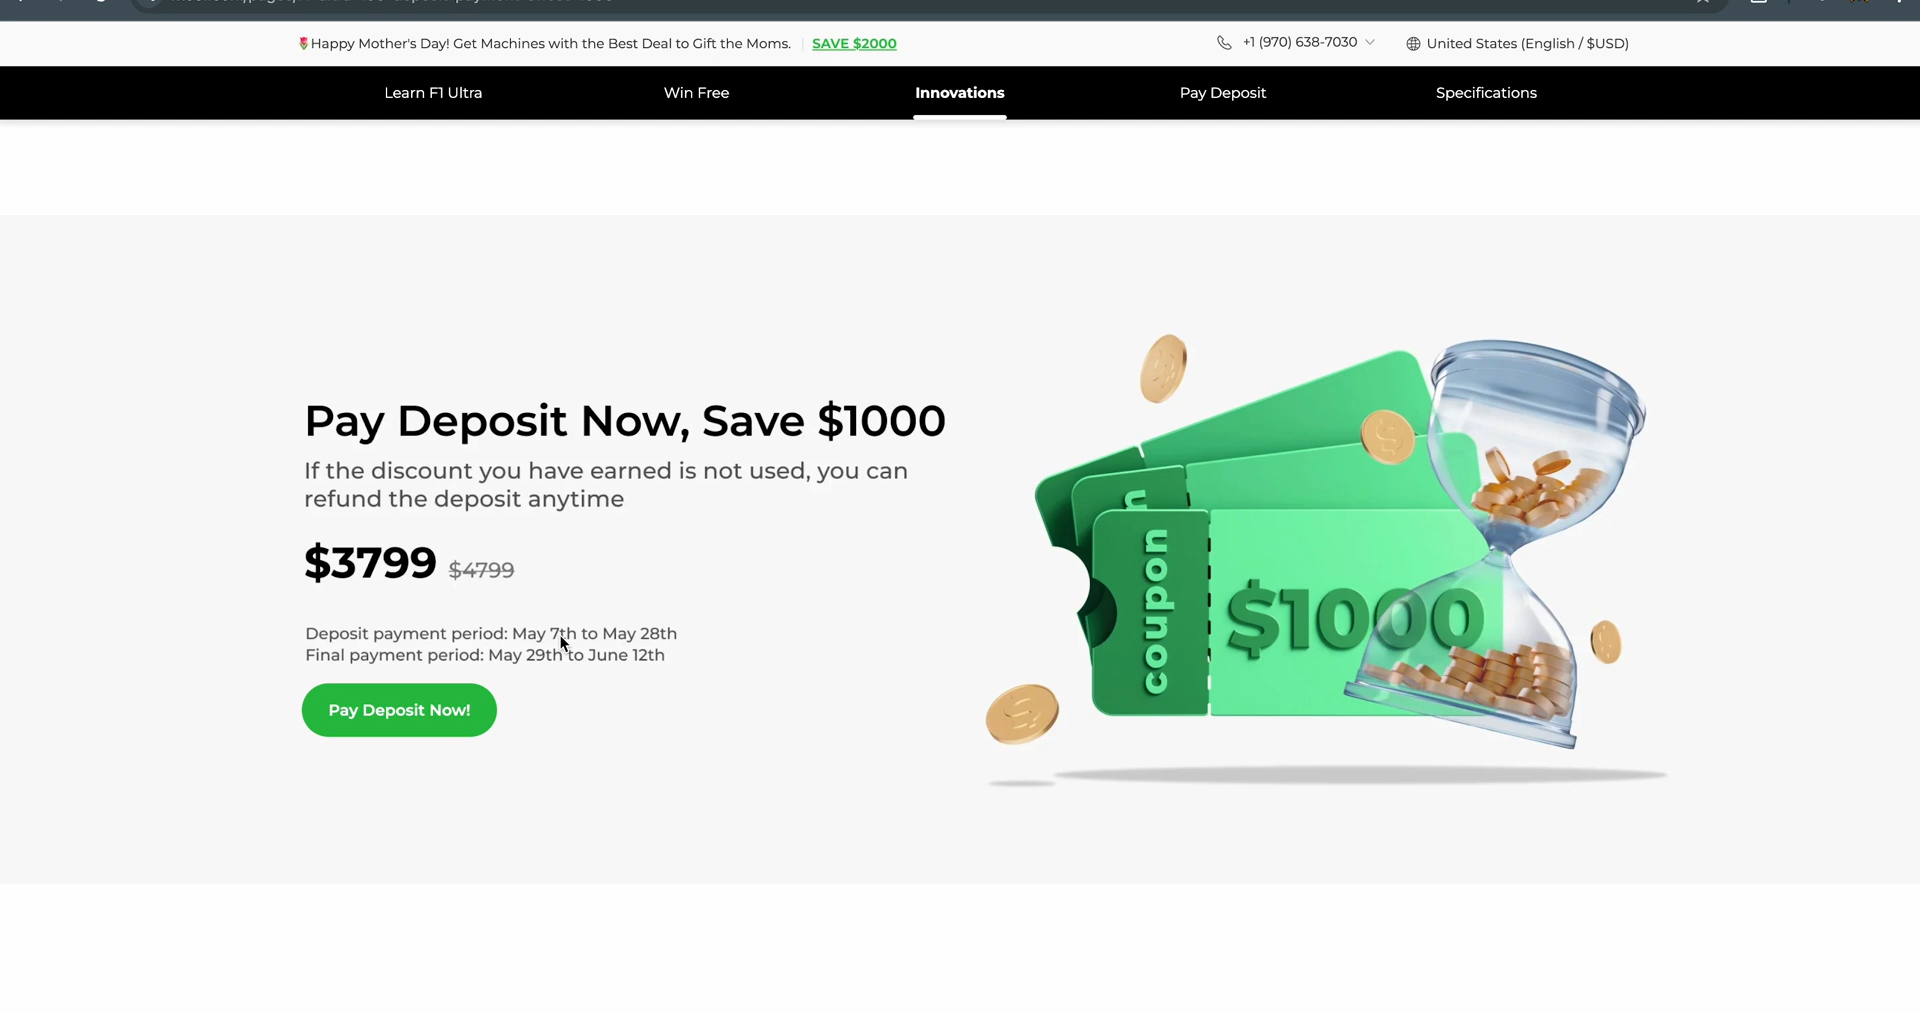 🌷Happy Mother's Day! Get Machines with the Best Deal to Gift the Moms. SAVE $2000 +1 (970) 638-7030 United States (English / $USD)
Learn F1 Ultra Win Free Innovations Pay Deposit Specifications
Pay Deposit Now, Save $1000
If the discount you have earned is not used, you can
refund the deposit anytime
$3799 $4799
Deposit payment period: May 7th to May 28th
Final payment period: May 29th to June 12th
Pay Deposit Now!
coupon
$1000